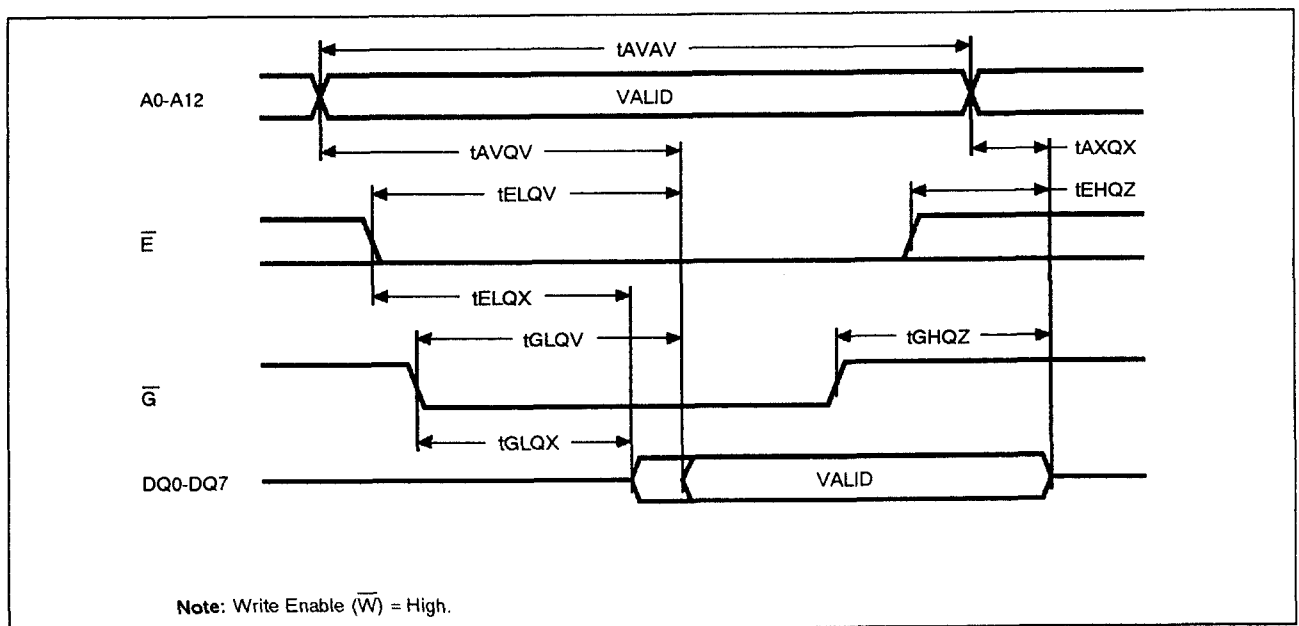 tAVAV
A0-A12
VALID
tAVQV
tAXQX
tELQV
tEHQZ
E̅
tELQX
tGLQV
tGHQZ
G̅
tGLQX
DQ0-DQ7
VALID
Note: Write Enable (W̅) = High.